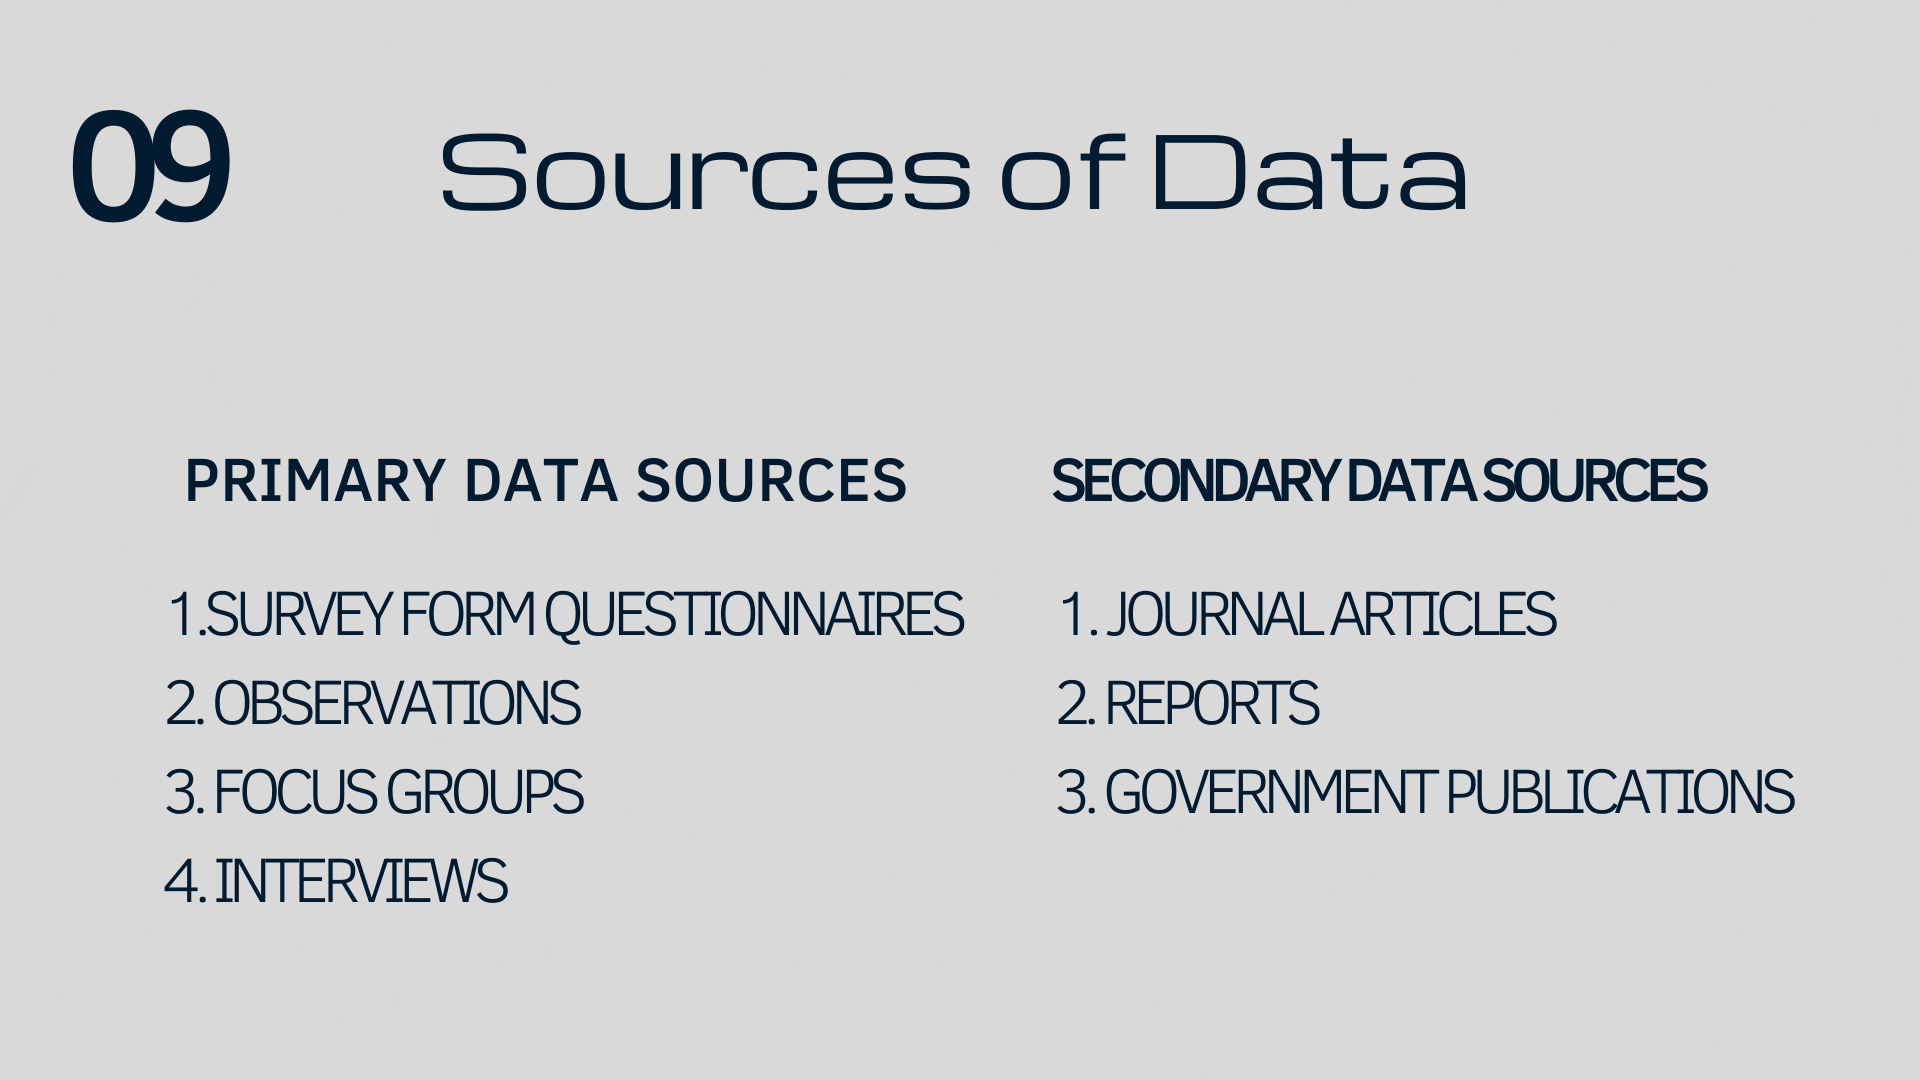 09
Sources of Data
PRIMARY DATA SOURCES
1.SURVEY FORM QUESTIONNAIRES
2. OBSERVATIONS
3. FOCUS GROUPS
4. INTERVIEWS
SECONDARY DATA SOURCES
1. JOURNAL ARTICLES
2. REPORTS
3. GOVERNMENT PUBLICATIONS